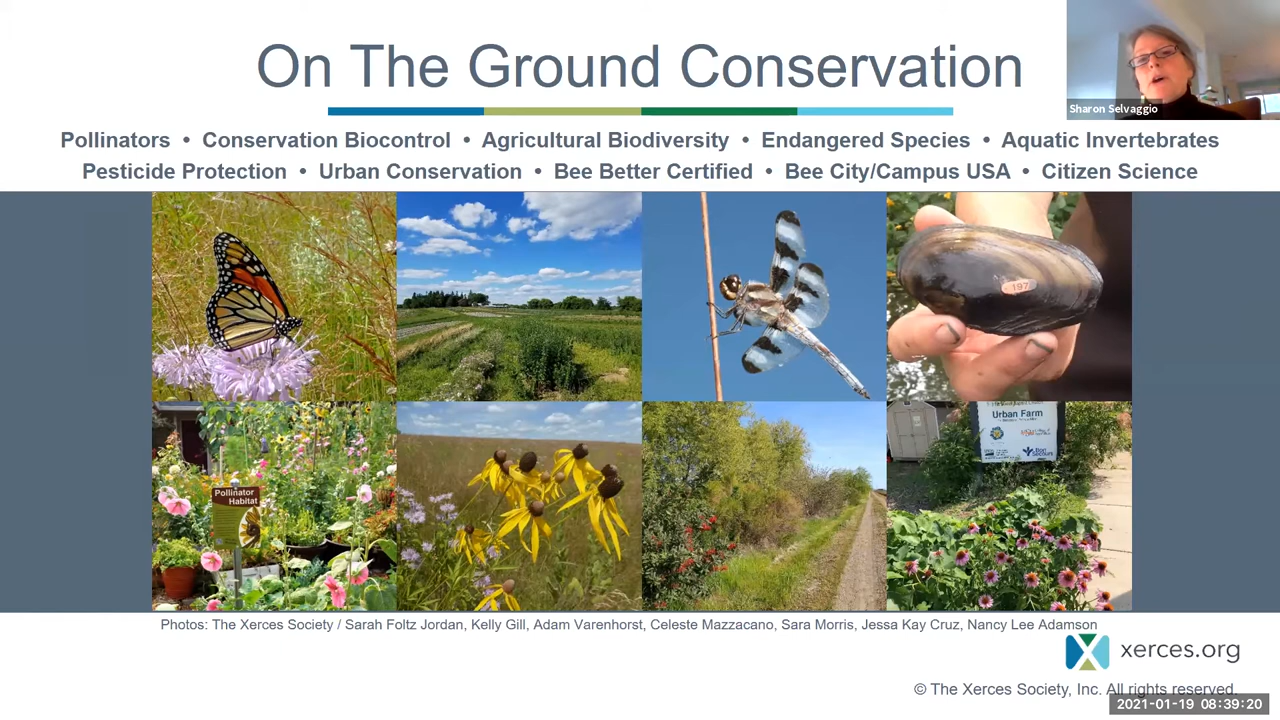 On The Ground Conservation
Sharon Selvaggio
Pollinators • Conservation Biocontrol • Agricultural Biodiversity • Endangered Species • Aquatic Invertebrates
Pesticide Protection • Urban Conservation • Bee Better Certified • Bee City/Campus USA • Citizen Science
197
Pollinator
Habitat
Urban Farm
Bon
Secours
Photos: The Xerces Society / Sarah Foltz Jordan, Kelly Gill, Adam Varenhorst, Celeste Mazzacano, Sara Morris, Jessa Kay Cruz, Nancy Lee Adamson
xerces.org
© The Xerces Society, Inc. All rights reserved.
2021-01-19 08:39:20